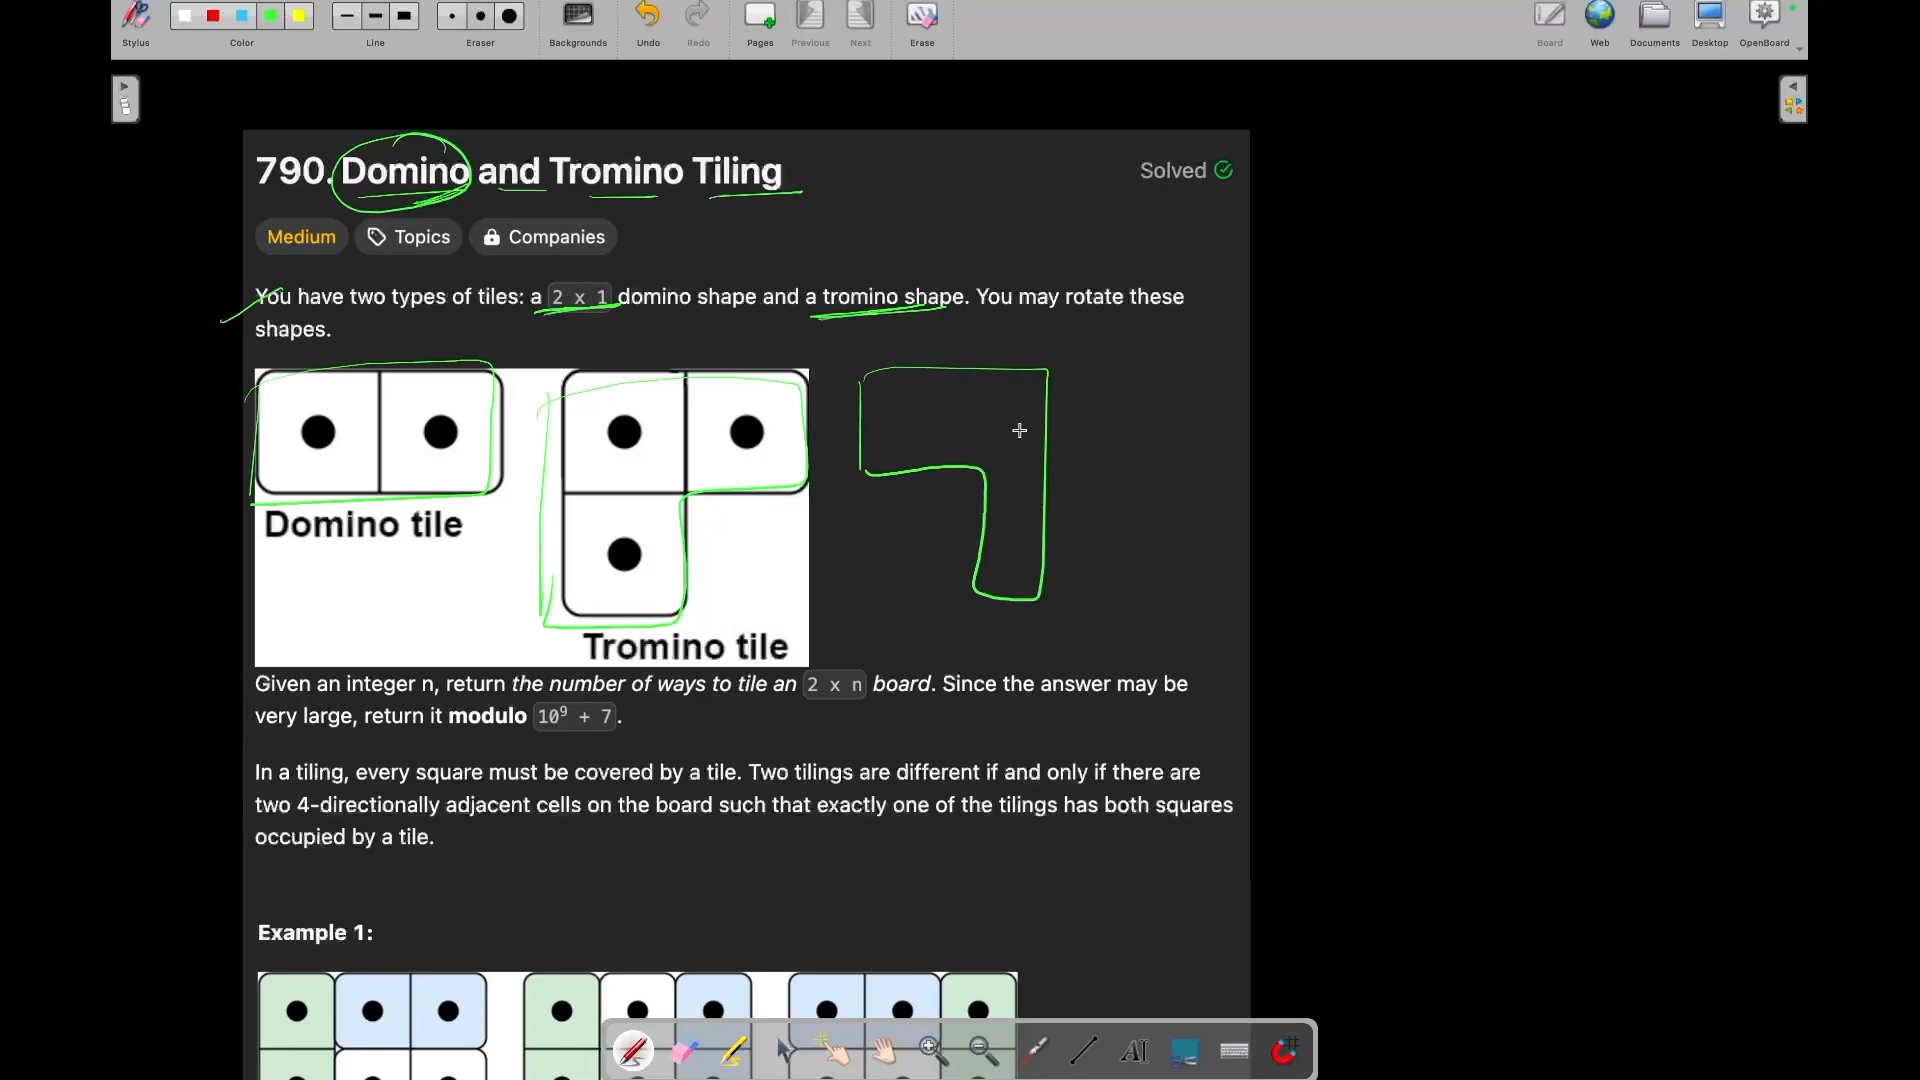 Stylus Color Line Eraser Backgrounds Undo Redo Pages Previous Next Erase Board Web Documents Desktop OpenBoard
790. Domino and Tromino Tiling
Solved
Medium Topics Companies
You have two types of tiles: a 2 x 1 domino shape and a tromino shape. You may rotate these
shapes.
Domino tile
Tromino tile
Given an integer n, return the number of ways to tile an 2 x n board. Since the answer may be
very large, return it modulo 10⁹ + 7.
In a tiling, every square must be covered by a tile. Two tilings are different if and only if there are
two 4-directionally adjacent cells on the board such that exactly one of the tilings has both squares
occupied by a tile.
Example 1:
AI